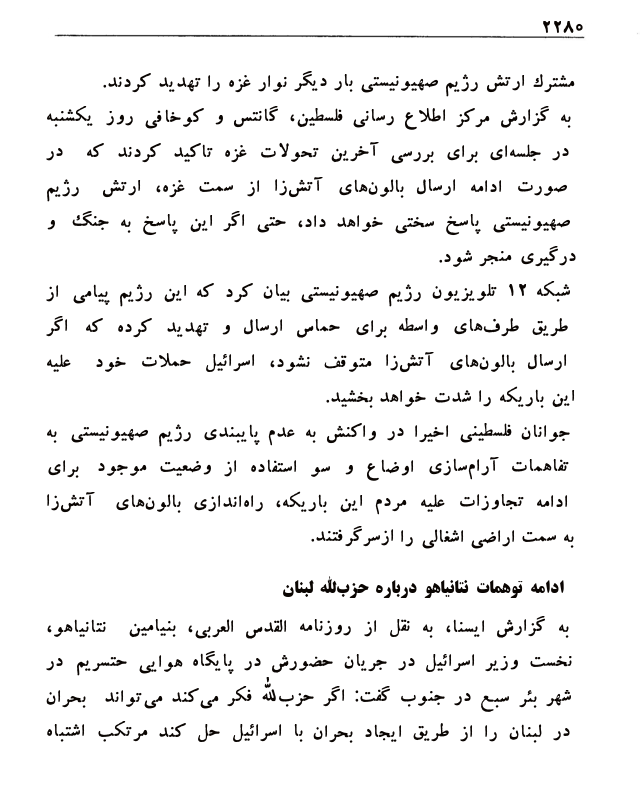 ۲۲۸۰
مشترك ارتش رژیم صهیونیستی بار دیگر نوار غزه را تهدید کردند.
به گزارش مرکز اطلاع رسانی فلسطین، گانتس و کوخافی روز یکشنبه
در جلسه‌ای برای بررسی آخرین تحولات غزه تاکید کردند که در
صورت ادامه ارسال بالون‌های آتش‌زا از سمت غزه، ارتش رژیم
صهیونیستی پاسخ سختی خواهد داد، حتی اگر این پاسخ به جنگ و
درگیری منجر شود.
شبکه ۱۲ تلویزیون رژیم صهیونیستی بیان کرد که این رژیم پیامی از
طریق طرف‌های واسطه برای حماس ارسال و تهدید کرده که اگر
ارسال بالون‌های آتش‌زا متوقف نشود، اسرائیل حملات خود علیه
این باریکه را شدت خواهد بخشید.
جوانان فلسطینی اخیرا در واکنش به عدم پایبندی رژیم صهیونیستی به
تفاهمات آرام‌سازی اوضاع و سو استفاده از وضعیت موجود برای
ادامه تجاوزات علیه مردم این باریکه، راه‌اندازی بالون‌های آتش‌زا
به سمت اراضی اشغالی را ازسرگرفتند.
ادامه توهمات نتانیاهو درباره حزب‌الله لبنان
به گزارش ایسنا، به نقل از روزنامه القدس العربی، بنیامین نتانیاهو،
نخست وزیر اسرائیل در جریان حضورش در پایگاه هوایی حتسریم در
شهر بئر سبع در جنوب گفت: اگر حزب‌الله فکر می‌کند می‌تواند بحران
در لبنان را از طریق ایجاد بحران با اسرائیل حل کند مرتکب اشتباه